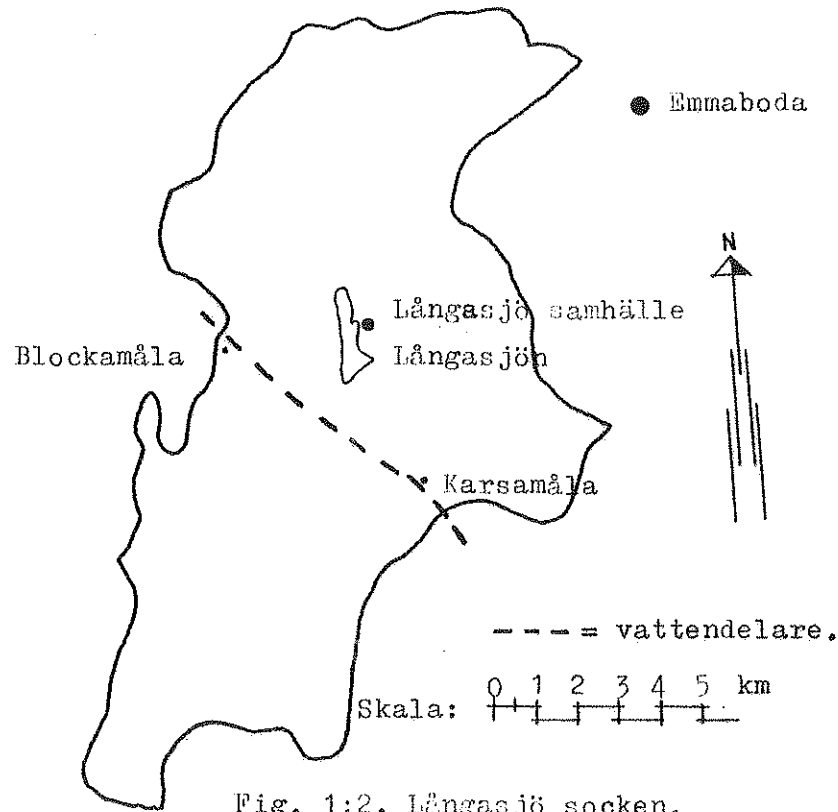 Emmaboda
N
Långasjö samhälle
Blockamåla
Långasjön
Karsamåla
---- = vattendelare.
Skala: 0 1 2 3 4 5 km
Fig. 1:2. Långasjö socken.